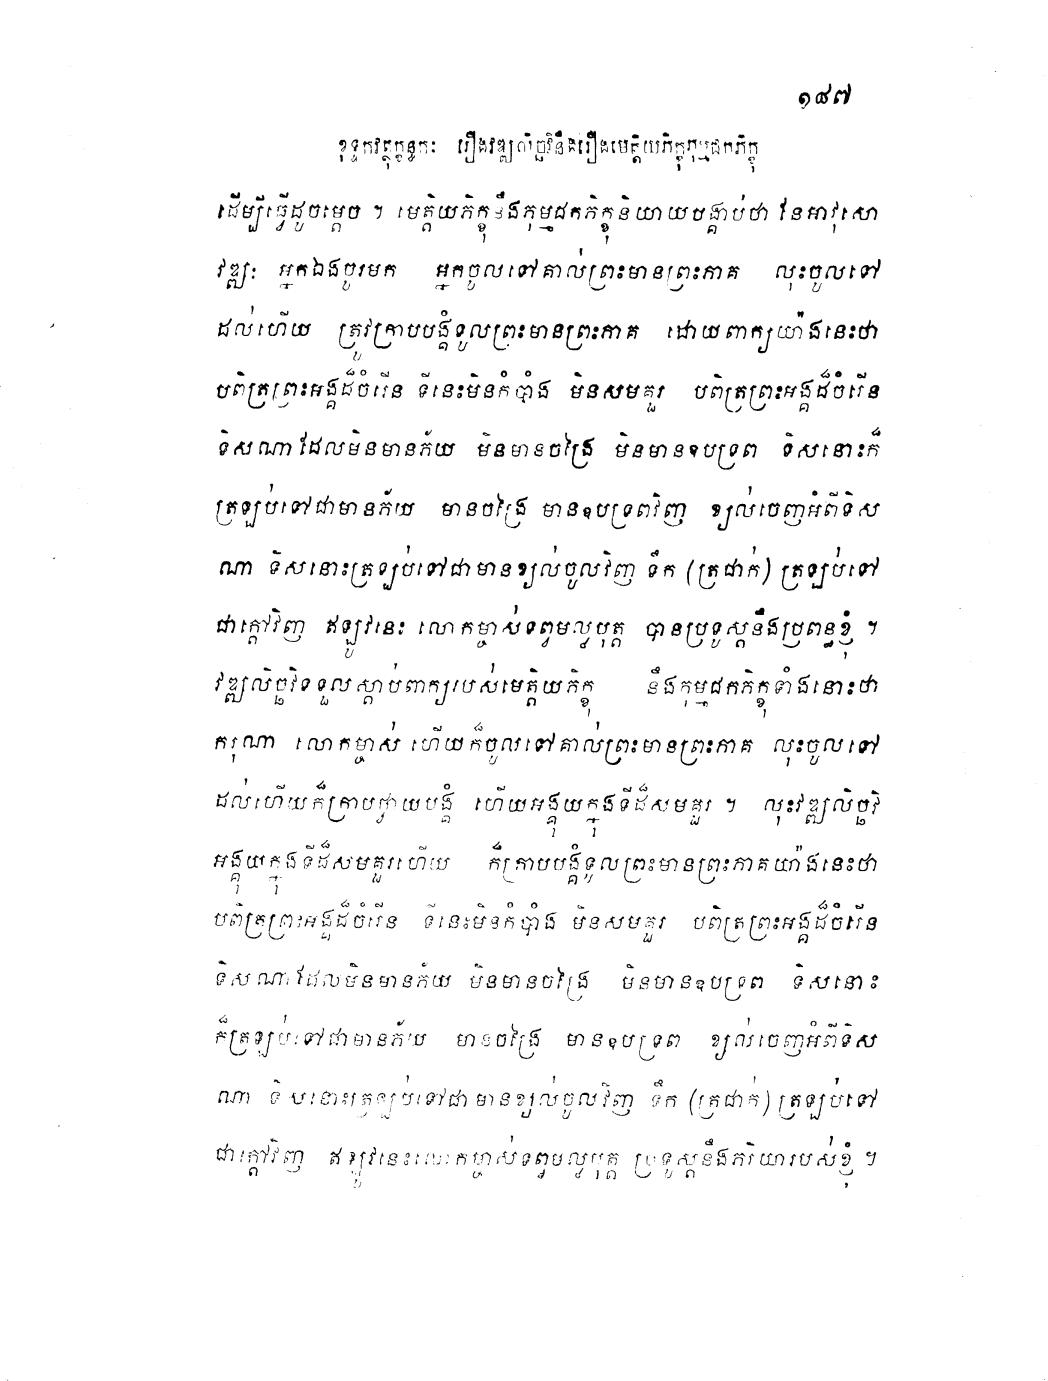 ១៨៧
ខុទ្ទកវត្ថុក្ខន្ធកៈ រឿងវឌ្ឍលិច្ឆវិនឹងរឿងមេត្តិយភិក្ខុភុម្មជកភិក្ខុ
ដើម្បីធ្វើដូចម្តេច ។ មេត្តិយភិក្ខុនឹងភុម្មជកភិក្ខុនិយាយបង្គាប់ថា នែអាវុសោ
វឌ្ឍៈ អ្នកឯងចូរមក អ្នកចូលទៅគាល់ព្រះមានព្រះភាគ លុះចូលទៅ
ដល់ហើយ ត្រូវក្រាបបង្គំទូលព្រះមានព្រះភាគ ដោយពាក្យយ៉ាងនេះថា
បពិត្រព្រះអង្គដ៏ចំរើន ទីនេះមិនកំបាំង មិនសមគួរ បពិត្រព្រះអង្គដ៏ចំរើន
ទិសណាដែលមិនមានភ័យ មិនមានចង្រៃ មិនមានឧបទ្រព ទិសនោះក៏
ត្រឡប់ទៅជាមានភ័យ មានចង្រៃ មានឧបទ្រពវិញ ខ្យល់ចេញអំពីទិស
ណា ទិសនោះត្រឡប់ទៅជាមានខ្យល់ចូលវិញ ទឹក (ត្រជាក់) ត្រឡប់ទៅ
ជាក្តៅវិញ ឥឡូវនេះ លោកម្ចាស់ទព្វមល្លបុត្ត បានប្រទូស្តនឹងប្រពន្ធខ្ញុំ ។
វឌ្ឍលិច្ឆវិទទួលស្តាប់ពាក្យរបស់មេត្តិយភិក្ខុ នឹងភុម្មជកភិក្ខុទាំងនោះថា
ករុណា លោកម្ចាស់ ហើយក៏ចូលទៅគាល់ព្រះមានព្រះភាគ លុះចូលទៅ
ដល់ហើយក៏ក្រាបថ្វាយបង្គំ ហើយអង្គុយក្នុងទីដ៏សមគួរ ។ លុះវឌ្ឍលិច្ឆវិ
អង្គុយក្នុងទីដ៏សមគួរហើយ ក៏ក្រាបបង្គំទូលព្រះមានព្រះភាគយ៉ាងនេះថា
បពិត្រព្រះអង្គដ៏ចំរើន ទីនេះមិនកំបាំង មិនសមគួរ បពិត្រព្រះអង្គដ៏ចំរើន
ទិសណាដែលមិនមានភ័យ មិនមានចង្រៃ មិនមានឧបទ្រព ទិសនោះ
ក៏ត្រឡប់ទៅជាមានភ័យ មានចង្រៃ មានឧបទ្រព ខ្យល់ចេញអំពីទិស
ណា ទិសនោះត្រឡប់ទៅជាមានខ្យល់ចូលវិញ ទឹក (ត្រជាក់) ត្រឡប់ទៅ
ជាក្តៅវិញ ឥឡូវនេះលោកម្ចាស់ទព្វមល្លបុត្ត ប្រទូស្តនឹងភរិយារបស់ខ្ញុំ ។